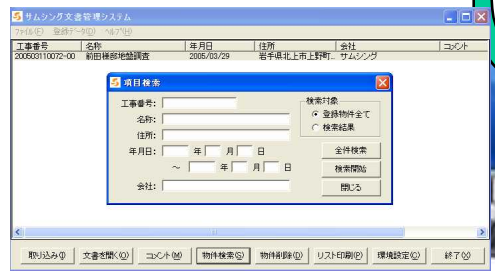 サムシング文書管理システム
ファイル(F) 登録データ(D) ヘルプ(H)
工事番号 名称 年月日 住所 会社 コメント
200503110072-00 前田様邸地盤調査 2005/03/29 岩手県北上市上野町... サムシング
項目検索
工事番号:
名称:
住所:
年月日: 年 月 日
～ 年 月 日
会社:
検索対象
登録物件全て
検索結果
全件検索
検索開始
閉じる
取り込み(I) 文書を開く(O) コメント(M) 物件検索(S) 物件削除(D) リスト印刷(P) 環境設定(C) 終了(X)